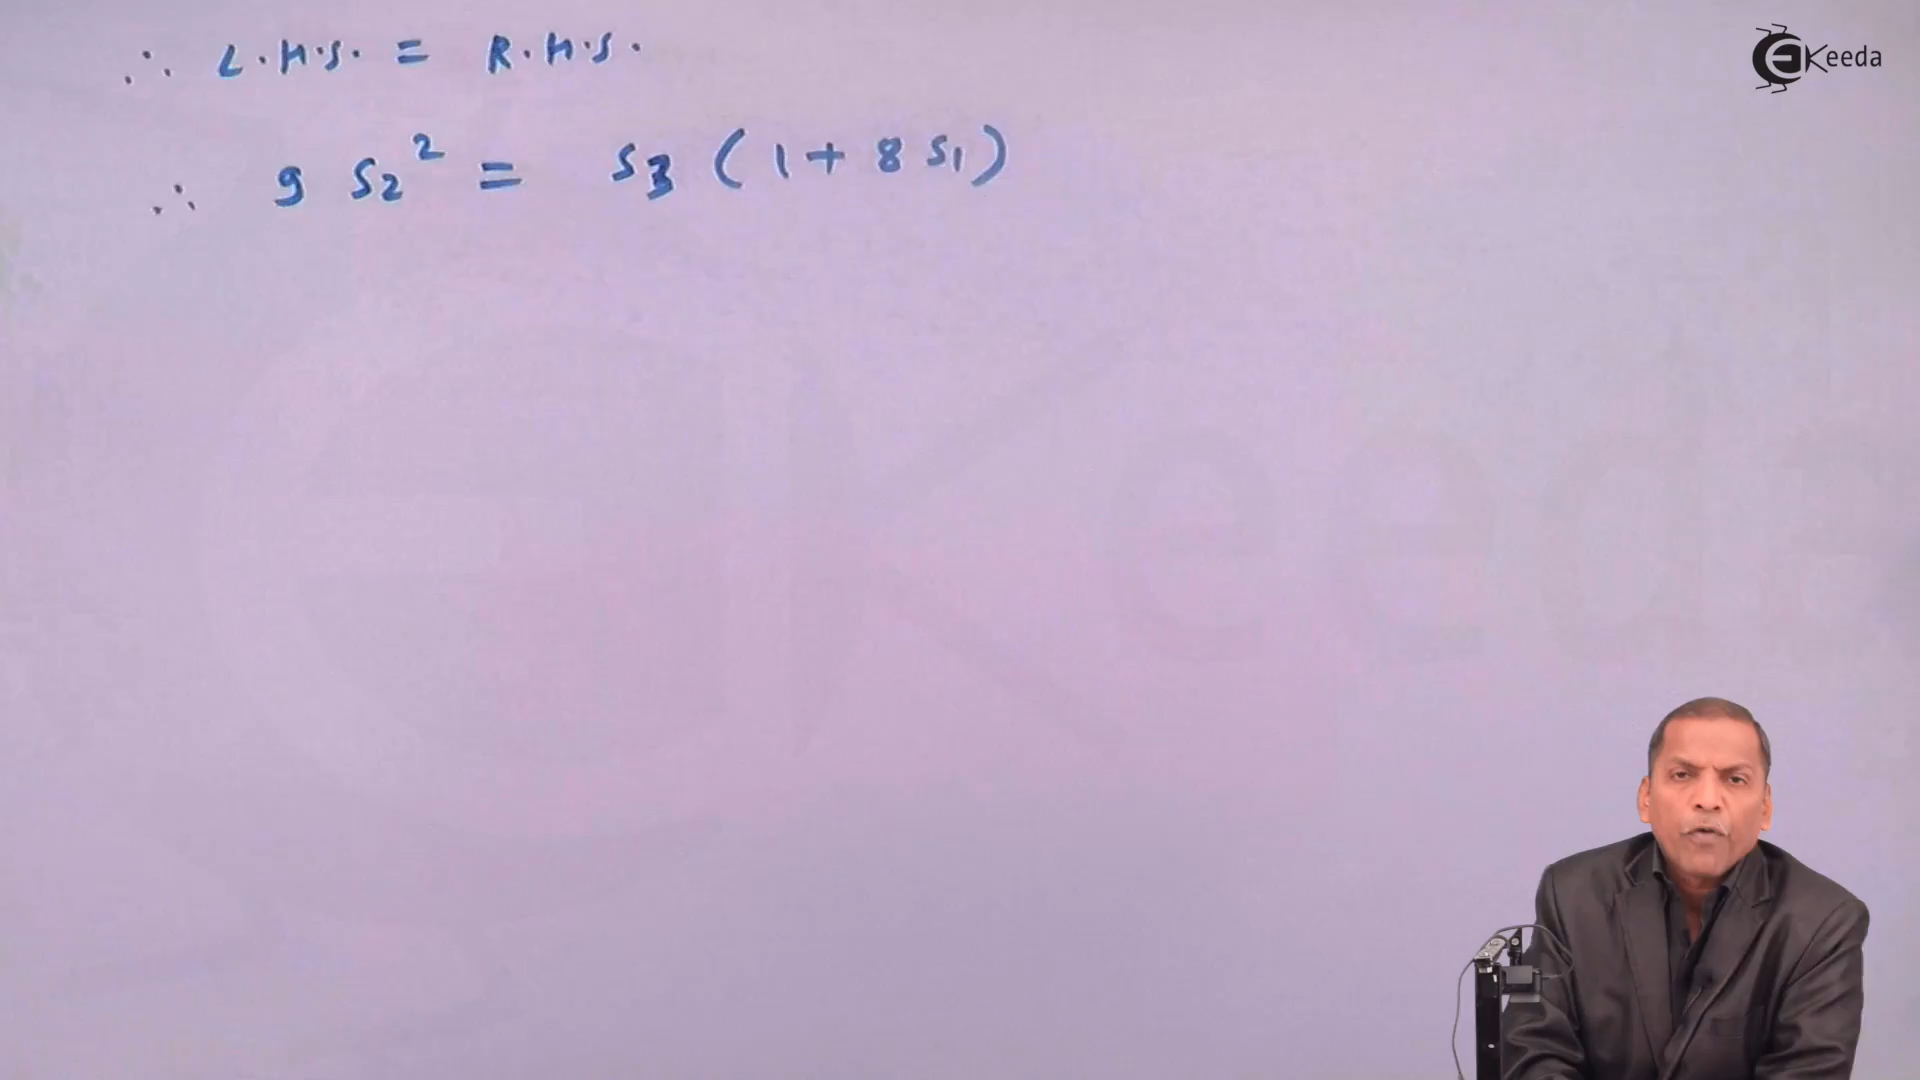 ∴ L.H.S. = R.H.S.
eKeeda
∴ 9 S₂² = S₃ (1 + 8 S₁)